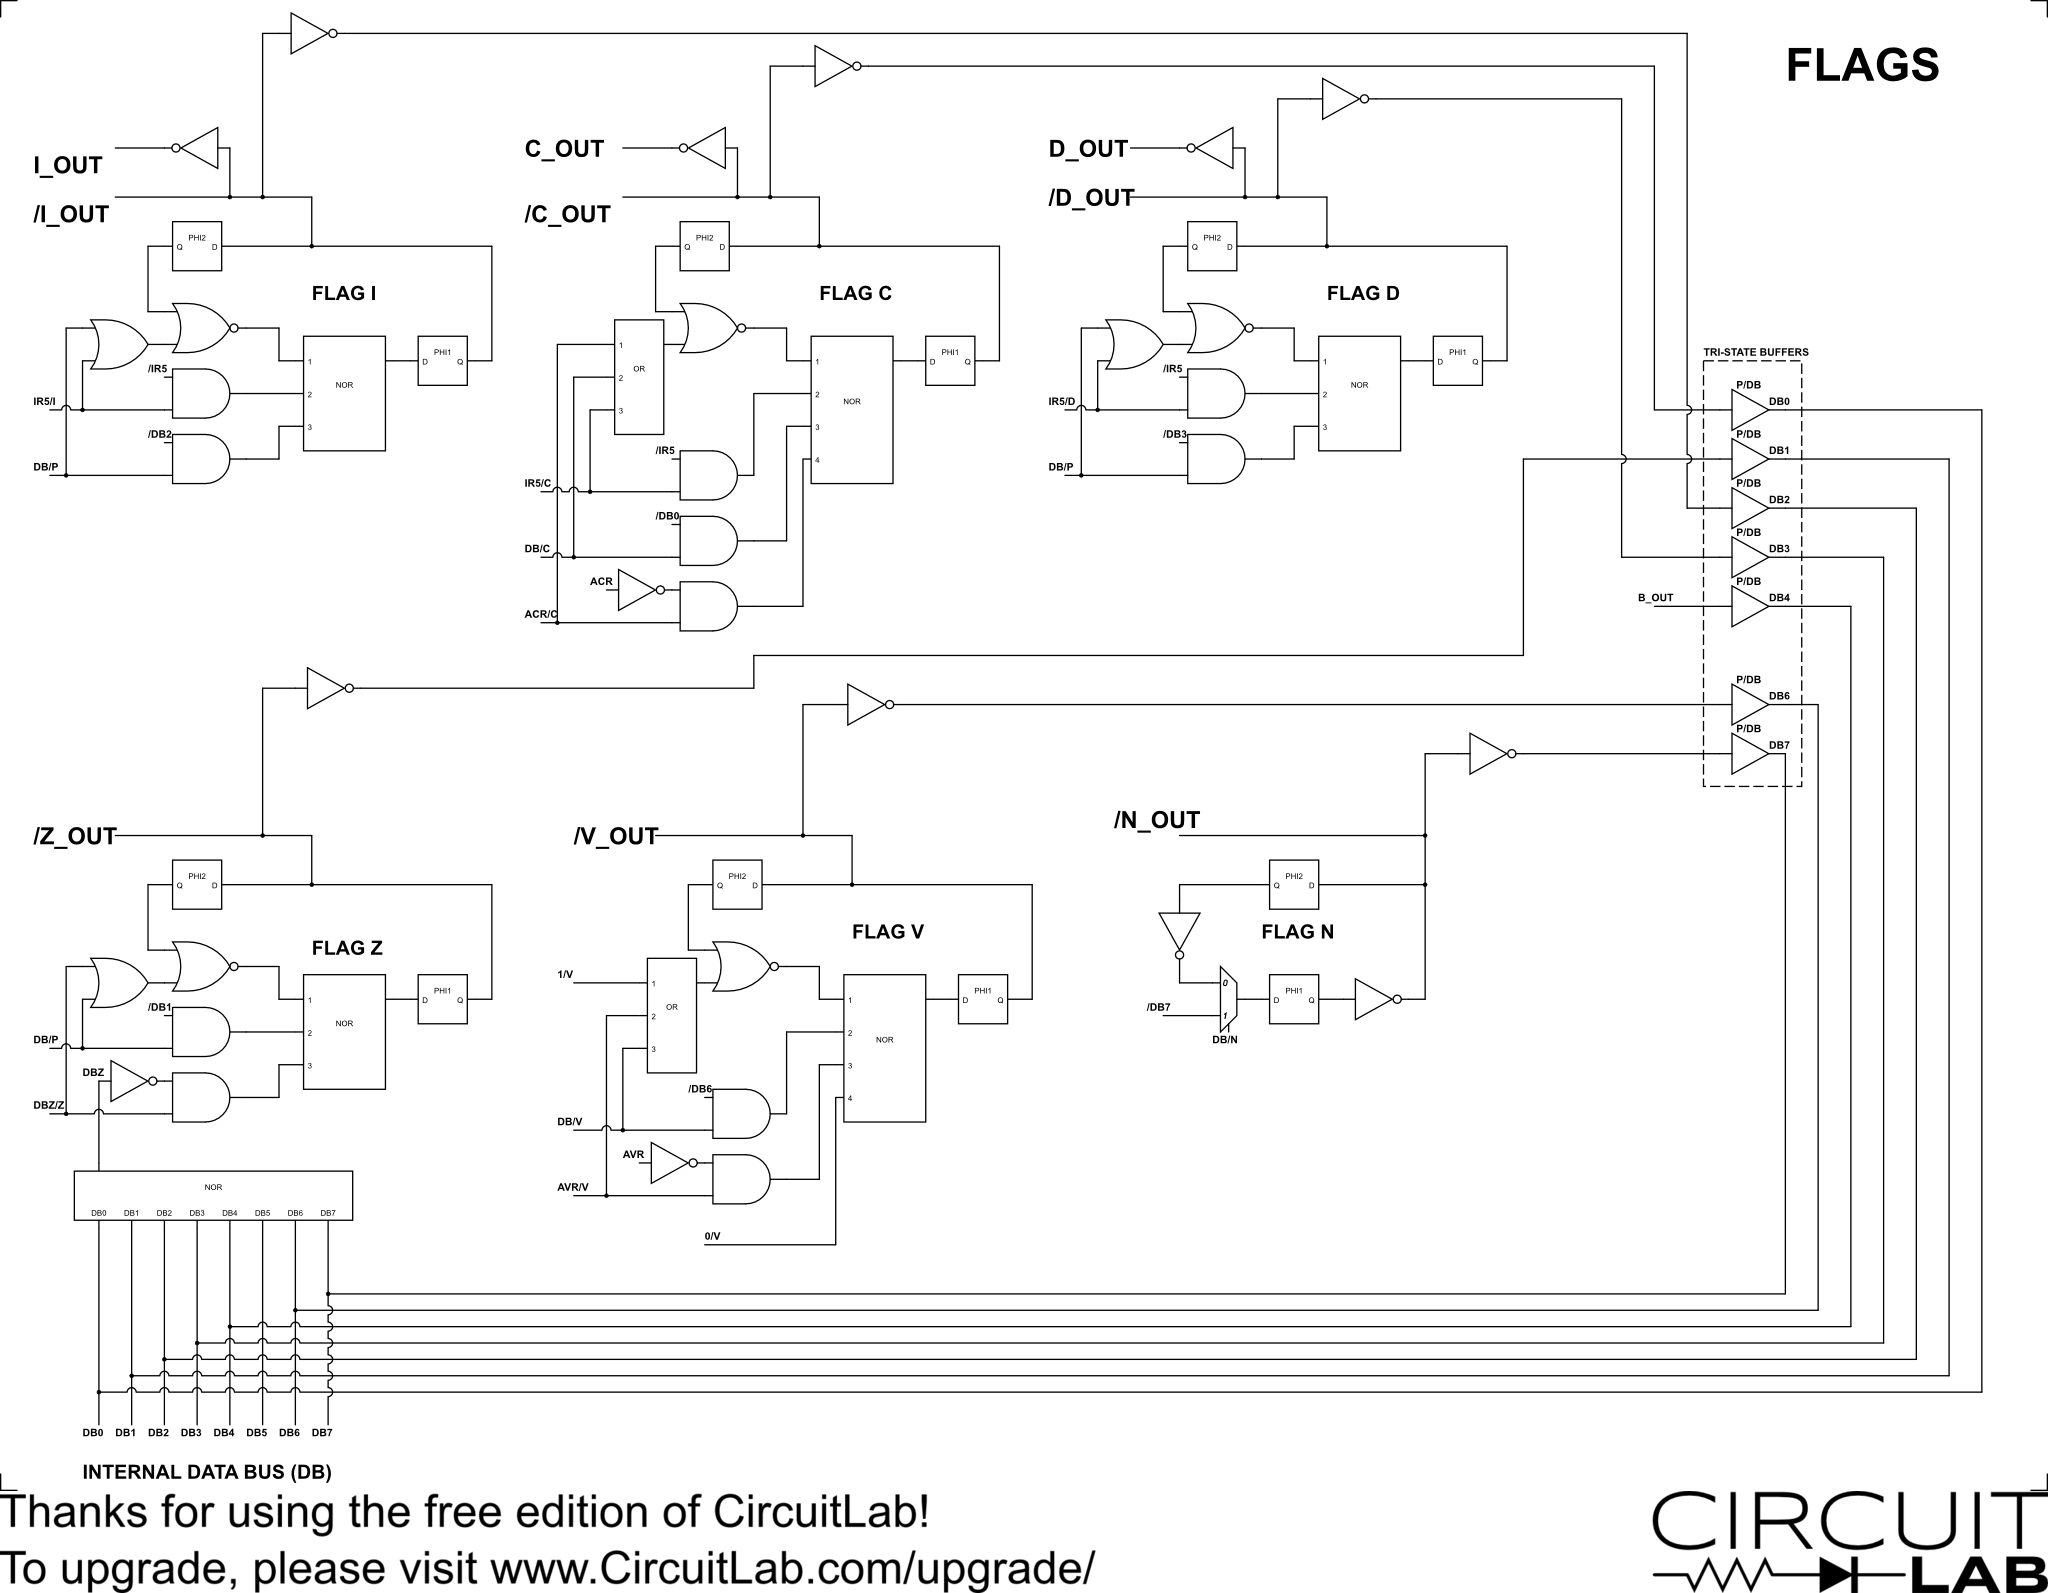 FLAGS
I_OUT
/I_OUT
PHI2
Q D
FLAG I
1
2
3
NOR
PHI1
D Q
/IR5
IR5/I
/DB2
DB/P
C_OUT
/C_OUT
PHI2
Q D
FLAG C
1
2
3
OR
1
2
3
4
NOR
PHI1
D Q
/IR5
IR5/C
/DB0
DB/C
ACR
ACR/C
D_OUT
/D_OUT
PHI2
Q D
FLAG D
1
2
3
NOR
PHI1
D Q
/IR5
IR5/D
/DB3
DB/P
TRI-STATE BUFFERS
P/DB
DB0
P/DB
DB1
P/DB
DB2
P/DB
DB3
P/DB
B_OUT
DB4
P/DB
DB6
P/DB
DB7
/Z_OUT
PHI2
Q D
FLAG Z
1
2
3
NOR
PHI1
D Q
/DB1
DB/P
DBZ
DBZ/Z
NOR
DB0 DB1 DB2 DB3 DB4 DB5 DB6 DB7
/V_OUT
PHI2
Q D
FLAG V
1/V
1
2
3
OR
1
2
3
4
NOR
PHI1
D Q
/DB6
DB/V
AVR
AVR/V
0/V
/N_OUT
PHI2
Q D
FLAG N
0
1
/DB7
DB/N
PHI1
D Q
DB0 DB1 DB2 DB3 DB4 DB5 DB6 DB7
INTERNAL DATA BUS (DB)
Thanks for using the free edition of CircuitLab!
To upgrade, please visit www.CircuitLab.com/upgrade/
CIRCUIT
LAB